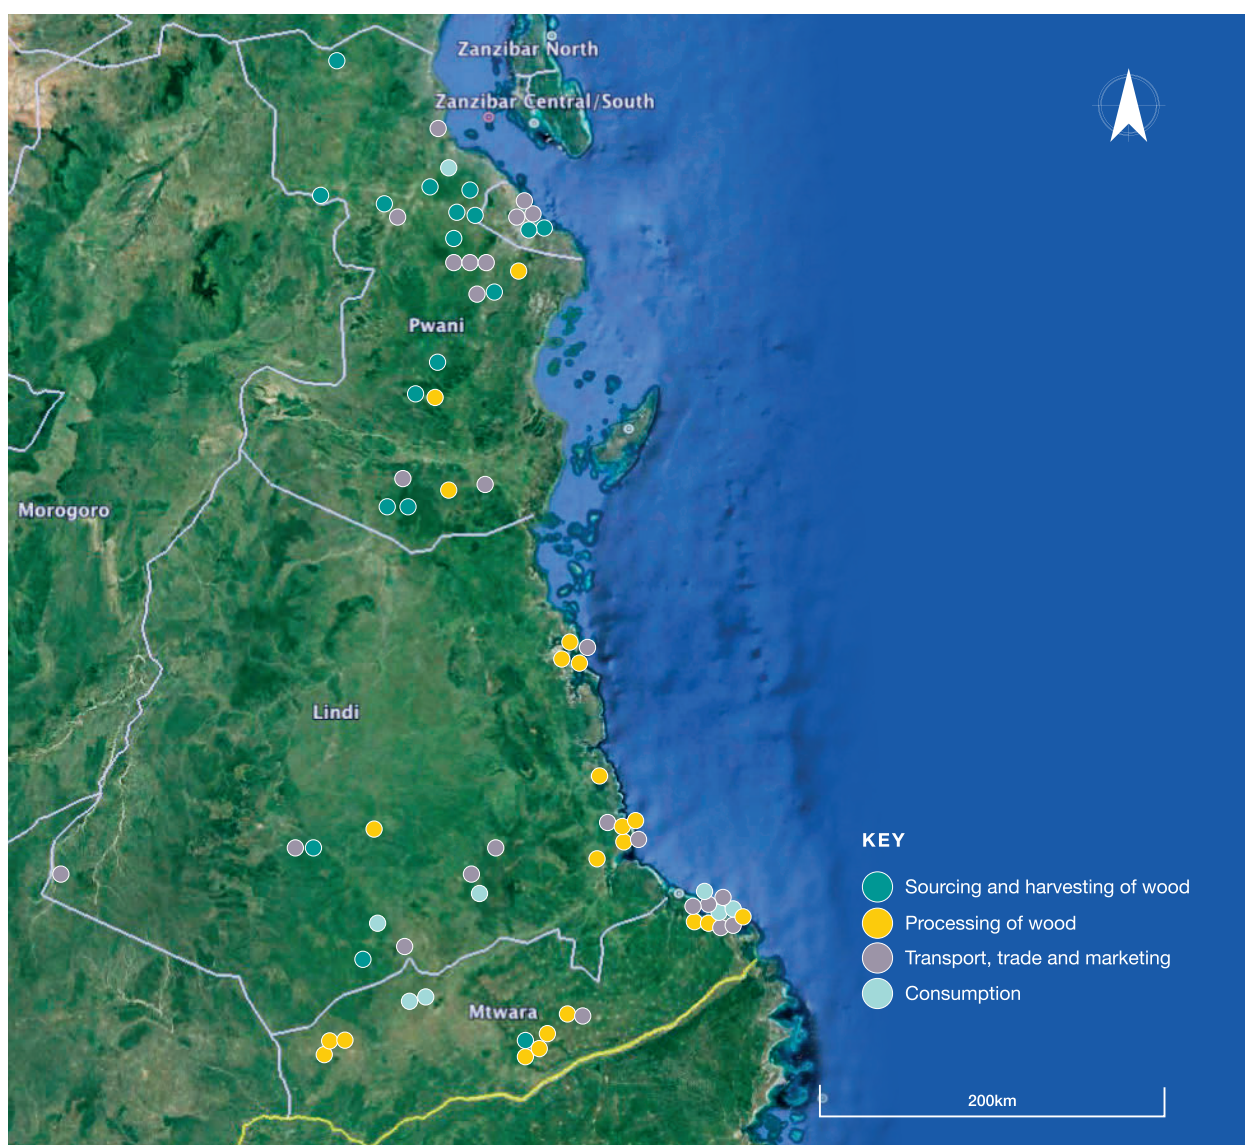 Zanzibar North
Zanzibar Central/South
Pwani
Morogoro
Lindi
Mtwara
KEY
Sourcing and harvesting of wood
Processing of wood
Transport, trade and marketing
Consumption
200km